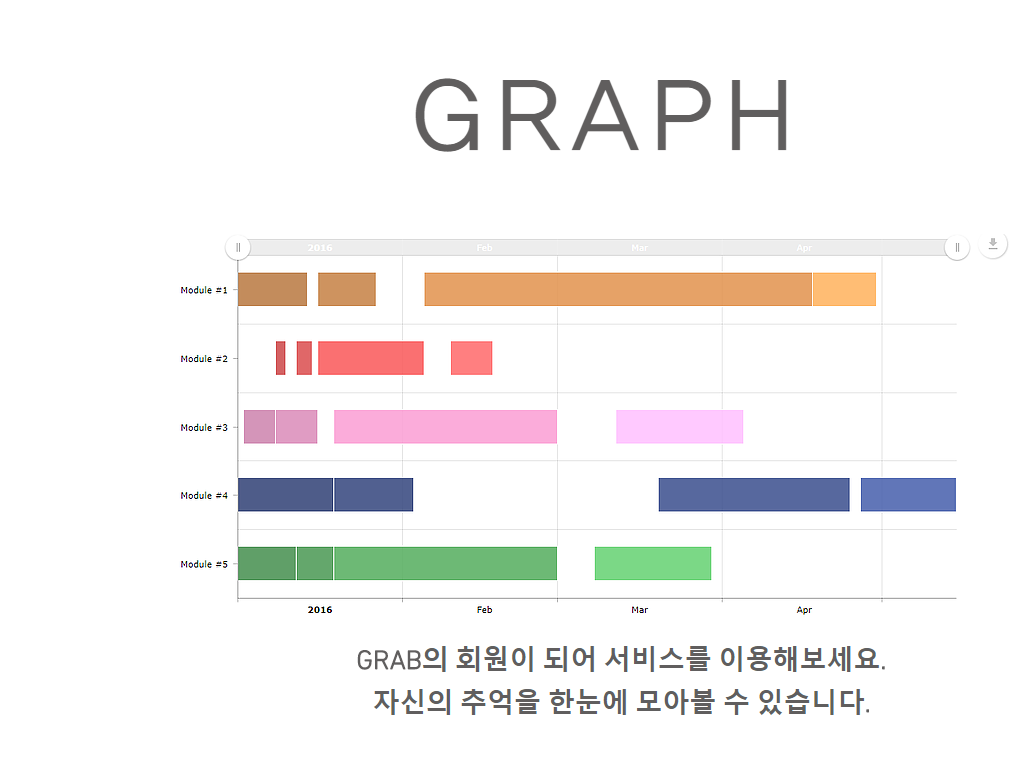 GRAPH
2016 Feb Mar Apr
Module #1
Module #2
Module #3
Module #4
Module #5
2016 Feb Mar Apr
GRAB의 회원이 되어 서비스를 이용해보세요.
자신의 추억을 한눈에 모아볼 수 있습니다.